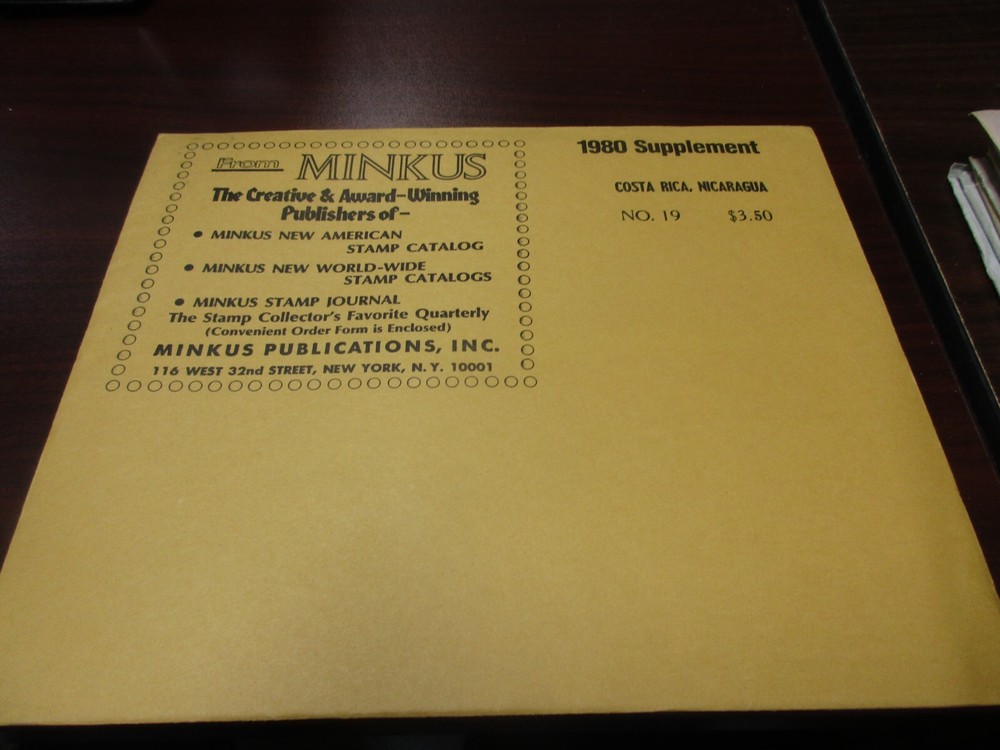 From MINKUS
The Creative & Award-Winning
Publishers of-
• MINKUS NEW AMERICAN
STAMP CATALOG
• MINKUS NEW WORLD-WIDE
STAMP CATALOGS
• MINKUS STAMP JOURNAL
The Stamp Collector's Favorite Quarterly
(Convenient Order Form is Enclosed)
MINKUS PUBLICATIONS, INC.
116 WEST 32nd STREET, NEW YORK, N. Y. 10001
1980 Supplement
COSTA RICA, NICARAGUA
NO. 19 $3.50